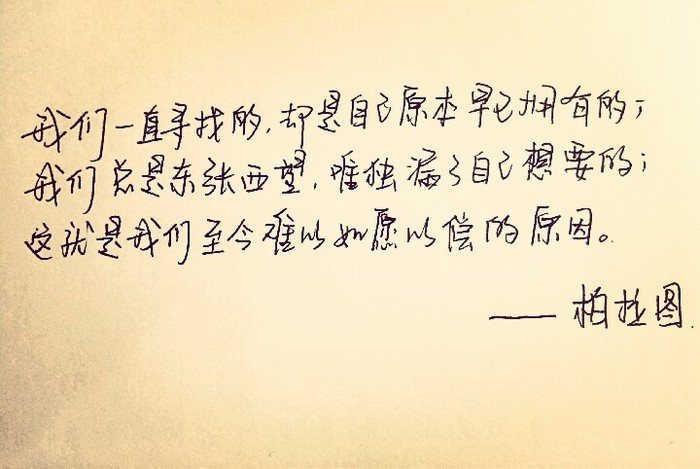 我们一直寻找的,却是自己原本早已拥有的;
我们总是东张西望,唯独漏了自己想要的;
这就是我们至今难以如愿以偿的原因。
——柏拉图.